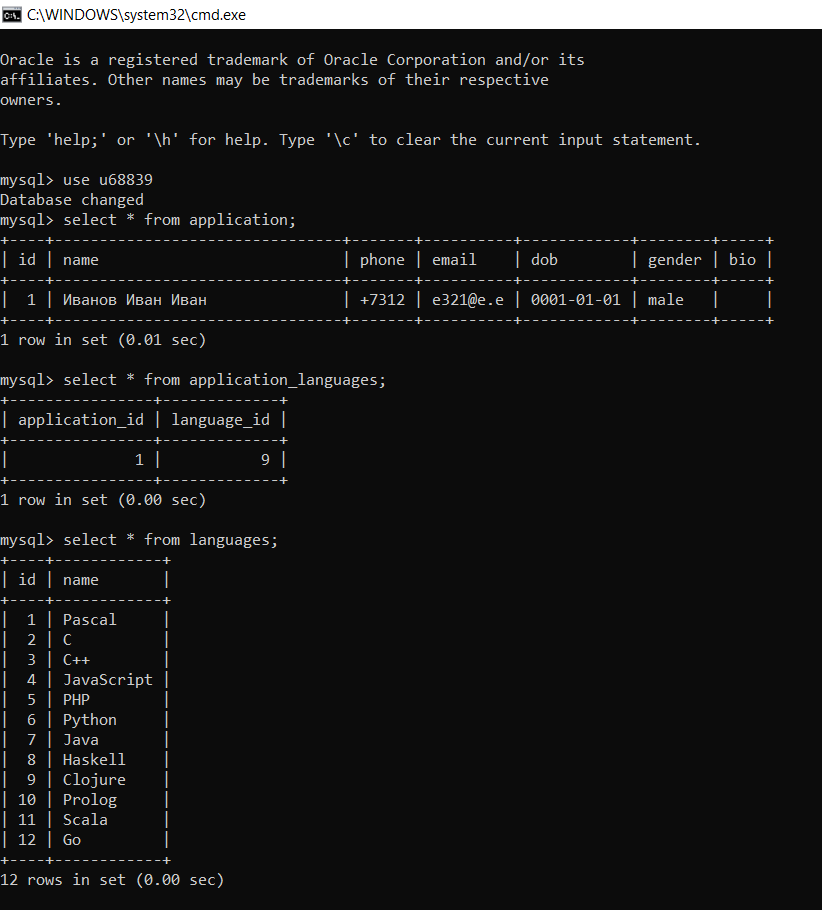 C:\WINDOWS\system32\cmd.exe
Oracle is a registered trademark of Oracle Corporation and/or its
affiliates. Other names may be trademarks of their respective
owners.

Type 'help;' or '\h' for help. Type '\c' to clear the current input statement.

mysql> use u68839
Database changed
mysql> select * from application;
+----+--------------------------------+-------+----------+------------+--------+-----+
| id | name                           | phone | email    | dob        | gender | bio |
+----+--------------------------------+-------+----------+------------+--------+-----+
|  1 | Иванов Иван Иван               | +7312 | e321@e.e | 0001-01-01 | male   |     |
+----+--------------------------------+-------+----------+------------+--------+-----+
1 row in set (0.01 sec)

mysql> select * from application_languages;
+----------------+-------------+
| application_id | language_id |
+----------------+-------------+
|              1 |           9 |
+----------------+-------------+
1 row in set (0.00 sec)

mysql> select * from languages;
+----+------------+
| id | name       |
+----+------------+
|  1 | Pascal     |
|  2 | C          |
|  3 | C++        |
|  4 | JavaScript |
|  5 | PHP        |
|  6 | Python     |
|  7 | Java       |
|  8 | Haskell    |
|  9 | Clojure    |
| 10 | Prolog     |
| 11 | Scala      |
| 12 | Go         |
+----+------------+
12 rows in set (0.00 sec)